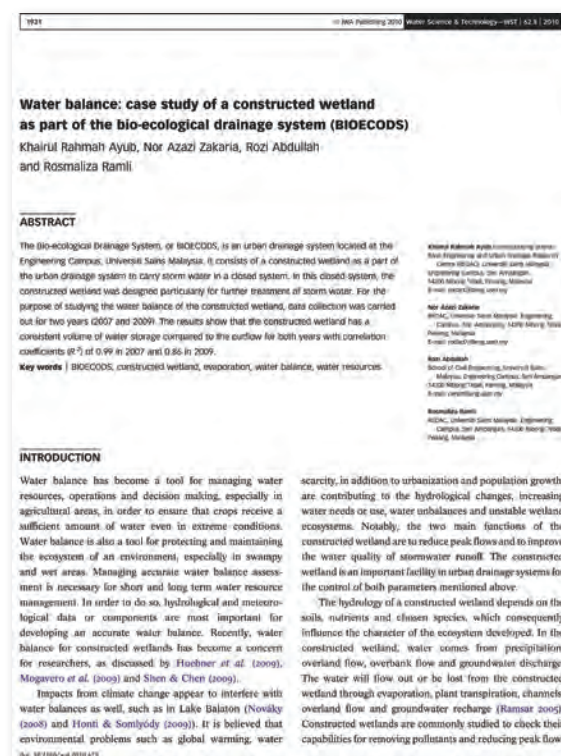 1921
© IWA Publishing 2010 Water Science & Technology—WST | 62.8 | 2010
Water balance: case study of a constructed wetland
as part of the bio-ecological drainage system (BIOECODS)
Khairul Rahmah Ayub, Nor Azazi Zakaria, Rozi Abdullah
and Rosmaliza Ramli
ABSTRACT
The Bio-ecological Drainage System, or BIOECODS, is an urban drainage system located at the
Engineering Campus, Universiti Sains Malaysia. It consists of a constructed wetland as a part of
the urban drainage system to carry storm water in a closed system. In this closed system, the
constructed wetland was designed particularly for further treatment of storm water. For the
purpose of studying the water balance of the constructed wetland, data collection was carried
out for two years (2007 and 2009). The results show that the constructed wetland has a
consistent volume of water storage compared to the outflow for both years with correlation
coefficients (R²) of 0.99 in 2007 and 0.86 in 2009.
Key words | BIOECODS, constructed wetland, evaporation, water balance, water resources
Khairul Rahmah Ayub
Nor Azazi Zakaria
Rozi Abdullah
Rosmaliza Ramli
INTRODUCTION
Water balance has become a tool for managing water
resources, operations and decision making, especially in
agricultural areas, in order to ensure that crops receive a
sufficient amount of water even in extreme conditions.
Water balance is also a tool for protecting and maintaining
the ecosystem of an environment, especially in swampy
and wet areas. Managing accurate water balance assess-
ment is necessary for short and long term water resource
management. In order to do so, hydrological and meteoro-
logical data or components are most important for
developing an accurate water balance. Recently, water
balance for constructed wetlands has become a concern
for researchers, as discussed by Huebner et al. (2009),
Mogavero et al. (2009) and Shen & Chen (2009).
Impacts from climate change appear to interfere with
water balances as well, such as in Lake Balaton (Nováky
(2008) and Honti & Somlyódy (2009)). It is believed that
environmental problems such as global warming, water
scarcity, in addition to urbanization and population growth
are contributing to the hydrological changes, increasing
water needs or use, water unbalances and unstable wetland
ecosystems. Notably, the two main functions of the
constructed wetland are to reduce peak flows and to improve
the water quality of stormwater runoff. The constructed
wetland is an important facility in urban drainage systems for
the control of both parameters mentioned above.
The hydrology of a constructed wetland depends on the
soils, nutrients and chosen species, which consequently
influence the character of the ecosystem developed. In the
constructed wetland, water comes from precipitation,
overland flow, overbank flow and groundwater discharge.
The water will flow out or be lost from the constructed
wetland through evaporation, plant transpiration, channels,
overland flow and groundwater recharge (Ramsar 2005).
Constructed wetlands are commonly studied to check their
capabilities for removing pollutants and reducing peak flow